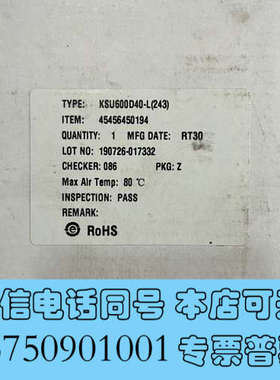 TYPE: KSU600D40-L(243)
ITEM: 45456450194
QUANTITY: 1 MFG DATE: RT30
LOT NO: 190726-017332
CHECKER: 086 PKG: Z
Max Air Temp: 80 ℃
INSPECTION: PASS
REMARK:
e RoHS
信电话同号 本店可
3750901001 专票普